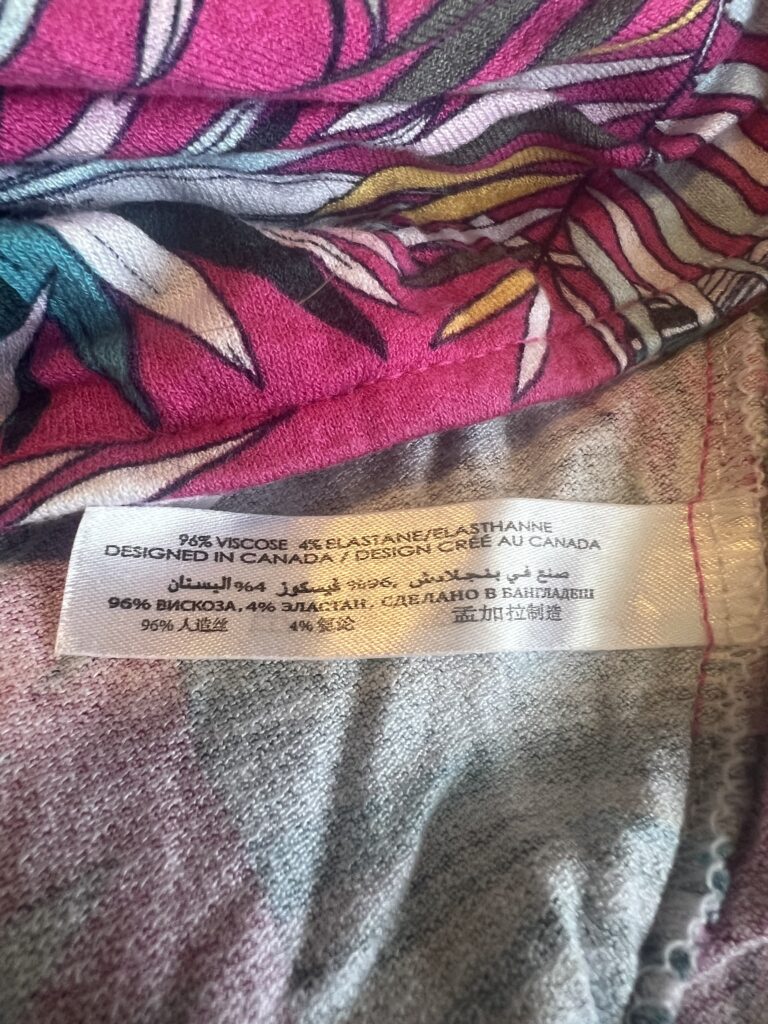 96% VISCOSE 4% ELASTANE/ELASTHANNE
DESIGNED IN CANADA / DESIGN CRÉÉ AU CANADA
صنع في بنجلادش ,%96 فيسكوز %4 اليستان
96% ВИСКОЗА, 4% ЭЛАСТАН, СДЕЛАНО В БАНГЛАДЕШ
96% 人造丝 4% 氨纶 孟加拉制造